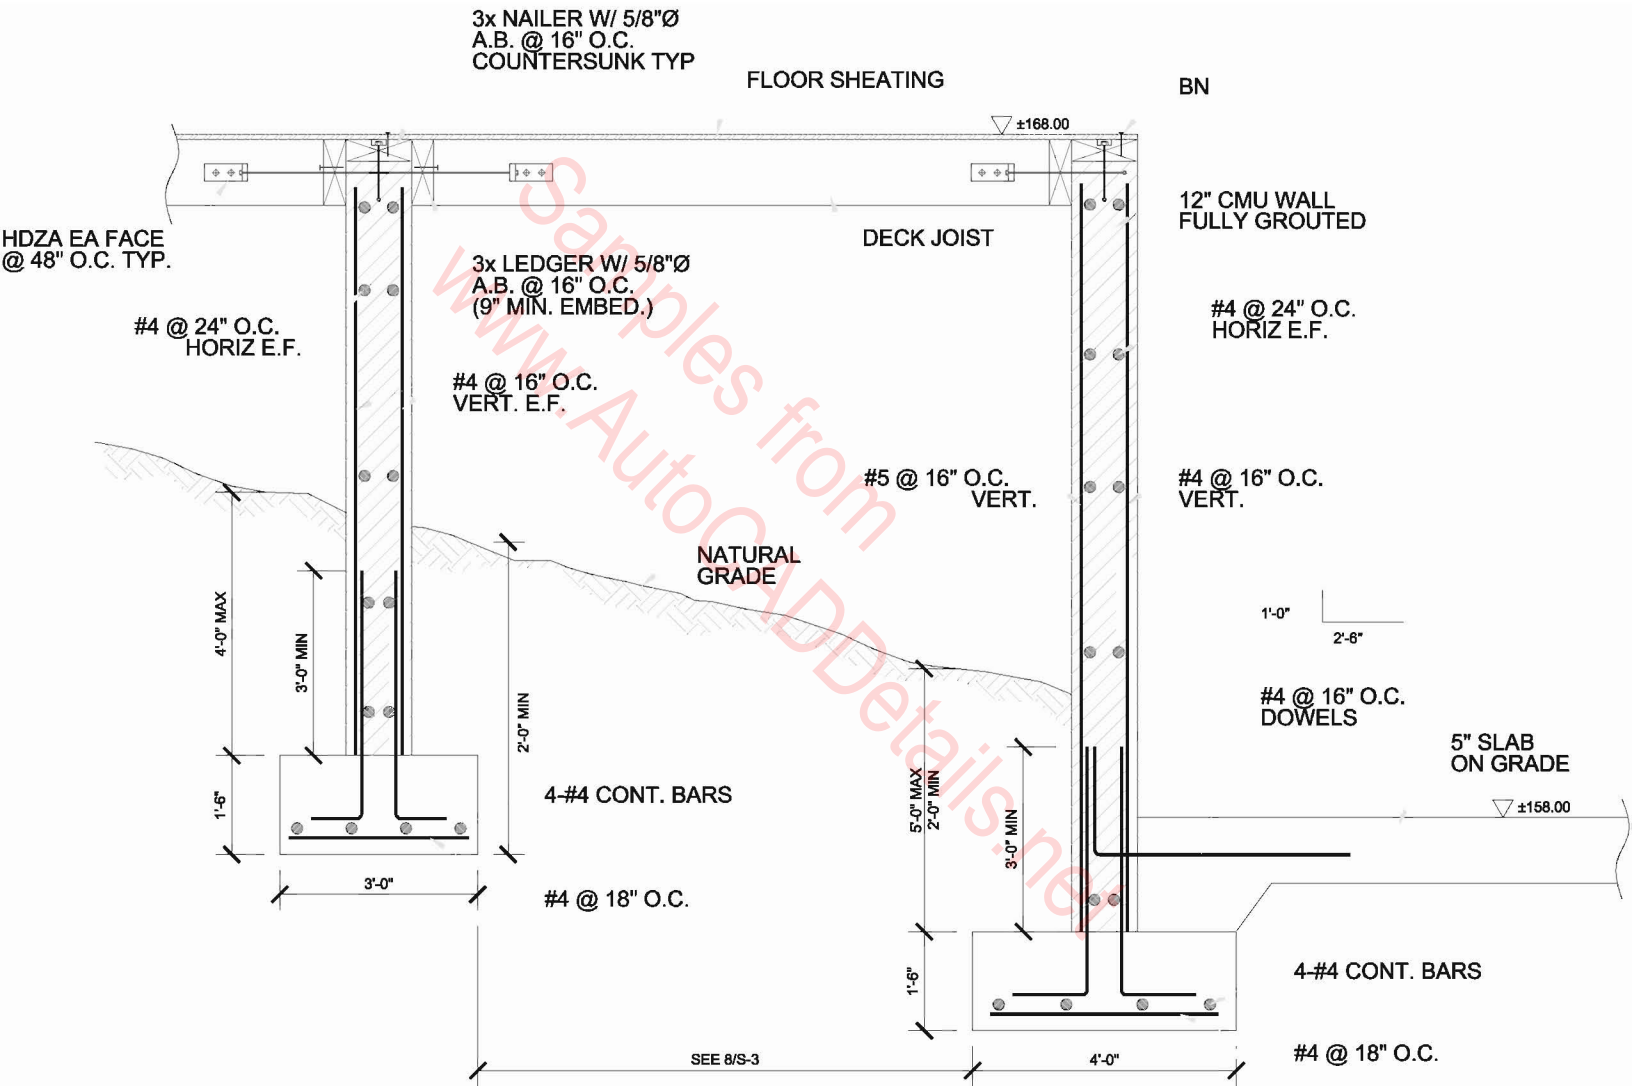 3x NAILER W/ 5/8"Ø
A.B. @ 16" O.C.
COUNTERSUNK TYP
FLOOR SHEATING
BN
±168.00
12" CMU WALL
FULLY GROUTED
HDZA EA FACE
@ 48" O.C. TYP.
DECK JOIST
3x LEDGER W/ 5/8"Ø
A.B. @ 16" O.C.
(9" MIN. EMBED.)
#4 @ 24" O.C.
HORIZ E.F.
#4 @ 24" O.C.
HORIZ E.F.
#4 @ 16" O.C.
VERT. E.F.
#5 @ 16" O.C.
VERT.
#4 @ 16" O.C.
VERT.
NATURAL
GRADE
4'-0" MAX
3'-0" MIN
2'-0" MIN
1'-6"
3'-0"
4-#4 CONT. BARS
#4 @ 18" O.C.
1'-0"
2'-6"
#4 @ 16" O.C.
DOWELS
5" SLAB
ON GRADE
±158.00
5'-0" MAX
2'-0" MIN
3'-0" MIN
1'-6"
4-#4 CONT. BARS
#4 @ 18" O.C.
SEE 8/S-3
4'-0"
Samples from
www.AutoCADDetails.net